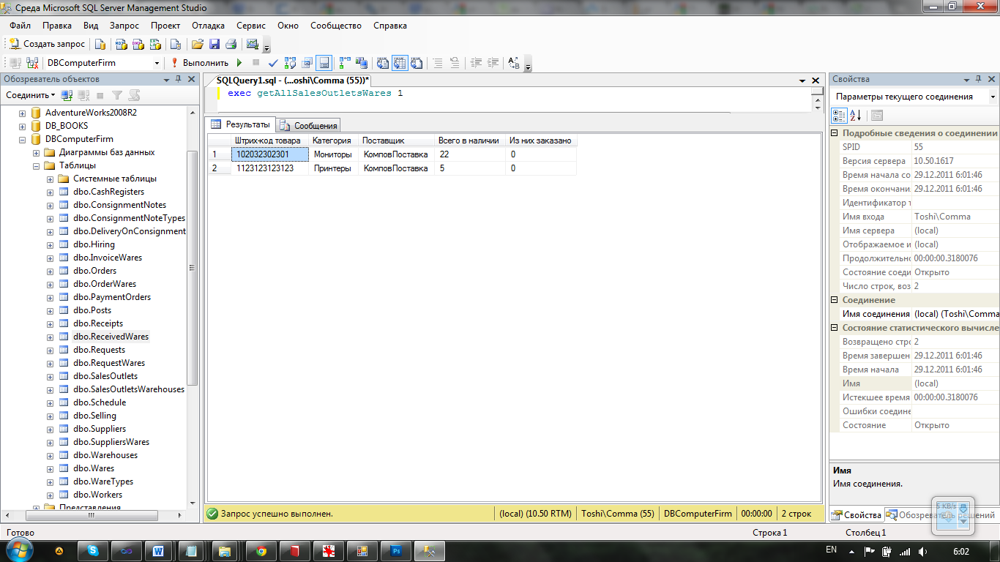 Среда Microsoft SQL Server Management Studio
Файл Правка Вид Запрос Проект Отладка Сервис Окно Сообщество Справка
Создать запрос
DBComputerFirm Выполнить
Обозреватель объектов
Соединить
AdventureWorks2008R2
DB_BOOKS
DBComputerFirm
Диаграммы баз данных
Таблицы
Системные таблицы
dbo.CashRegisters
dbo.ConsignmentNotes
dbo.ConsignmentNoteTypes
dbo.DeliveryOnConsignment
dbo.Hiring
dbo.InvoiceWares
dbo.Orders
dbo.OrderWares
dbo.PaymentOrders
dbo.Posts
dbo.Receipts
dbo.ReceivedWares
dbo.Requests
dbo.RequestWares
dbo.SalesOutlets
dbo.SalesOutletsWarehouses
dbo.Schedule
dbo.Selling
dbo.Suppliers
dbo.SuppliersWares
dbo.Warehouses
dbo.Wares
dbo.WareTypes
dbo.Workers
Представления
SQLQuery1.sql - (...oshi\Comma (55))*
exec getAllSalesOutletsWares 1
Результаты Сообщения
Штрих-код товара Категория Поставщик Всего в наличии Из них заказано
1 102032302301 Мониторы КомповПоставка 22 0
2 1123123123123 Принтеры КомповПоставка 5 0
Запрос успешно выполнен. (local) (10.50 RTM) Toshi\Comma (55) DBComputerFirm 00:00:00 2 строк
Свойства
Параметры текущего соединения
Подробные сведения о соединении
SPID 55
Версия сервера 10.50.1617
Время начала со 29.12.2011 6:01:46
Время окончани 29.12.2011 6:01:46
Идентификатор т
Имя входа Toshi\Comma
Имя сервера (local)
Отображаемое и (local)
Продолжительно 00:00:00.3180076
Состояние соеди Открыто
Число строк, воз 2
Соединение
Имя соединения (local) (Toshi\Comma
Состояние статистического вычисле
Возвращено стро 2
Время завершен 29.12.2011 6:01:46
Время начала 29.12.2011 6:01:46
Имя (local)
Истекшее время 00:00:00.3180076
Ошибки соедине
Состояние Открыто
Имя
Имя соединения.
5 KB/s
Свойства Обозреватель решений
Готово Строка 1 Столбец 1
EN 6:02